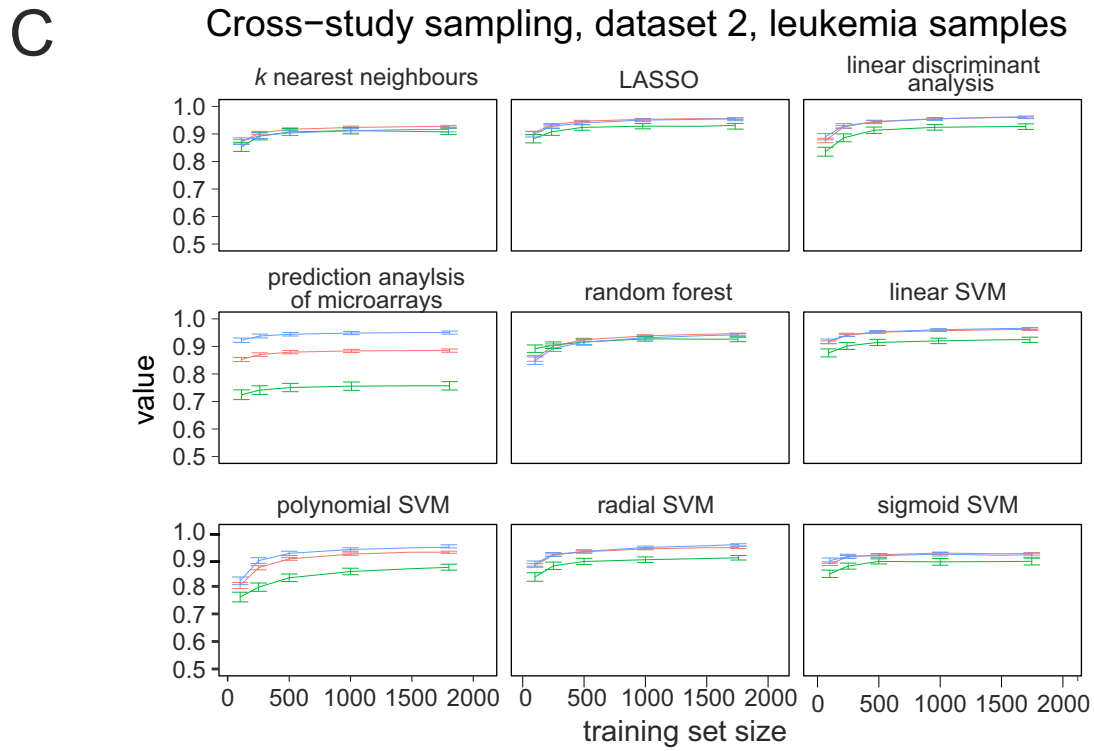 C
Cross−study sampling, dataset 2, leukemia samples
k nearest neighbours
LASSO
linear discriminant
analysis
1.0
0.9
0.8
0.7
0.6
0.5
prediction anaylsis
of microarrays
random forest
linear SVM
1.0
0.9
0.8
0.7
0.6
0.5
value
polynomial SVM
radial SVM
sigmoid SVM
1.0
0.9
0.8
0.7
0.6
0.5
0 500 1000 1500 2000
0 500 1000 1500 2000
0 500 1000 1500 2000
training set size